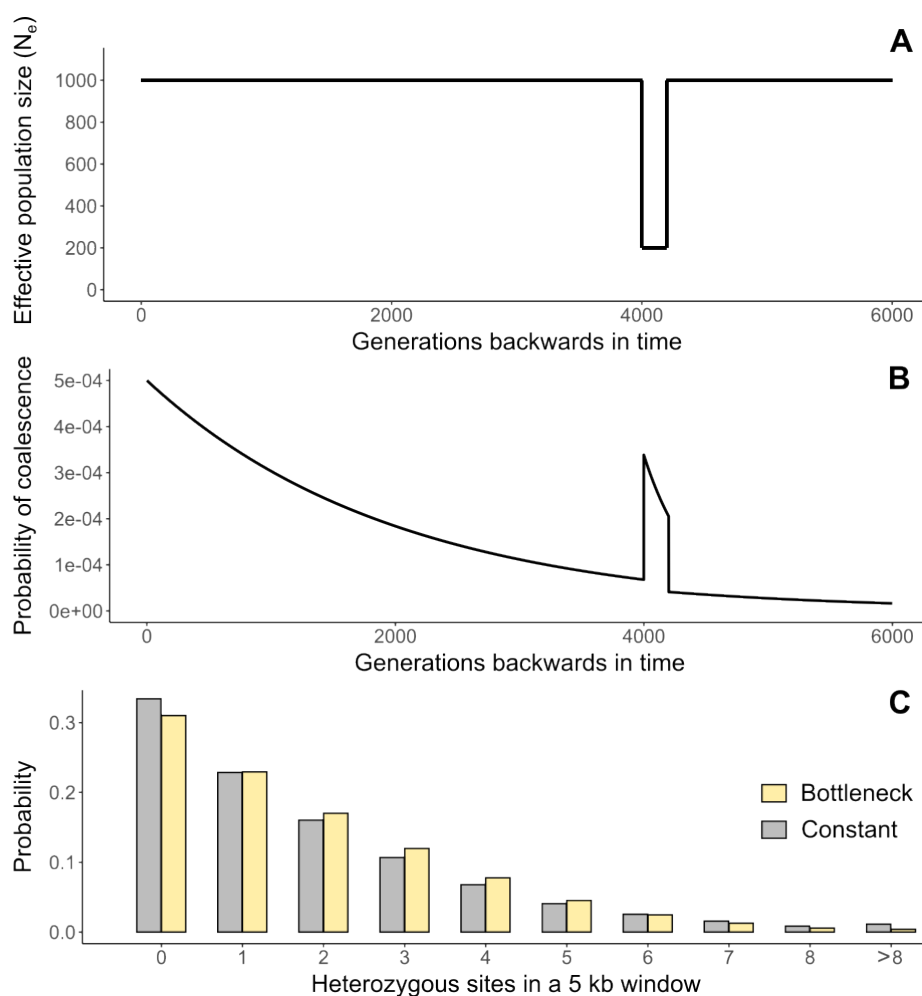 A
Effective population size (Ne)
1000
800
600
400
200
0
0 2000 4000 6000
Generations backwards in time
B
Probability of coalescence
5e-04
4e-04
3e-04
2e-04
1e-04
0e+00
0 2000 4000 6000
Generations backwards in time
C
Probability
0.3
0.2
0.1
0.0
Bottleneck
Constant
0 1 2 3 4 5 6 7 8 >8
Heterozygous sites in a 5 kb window